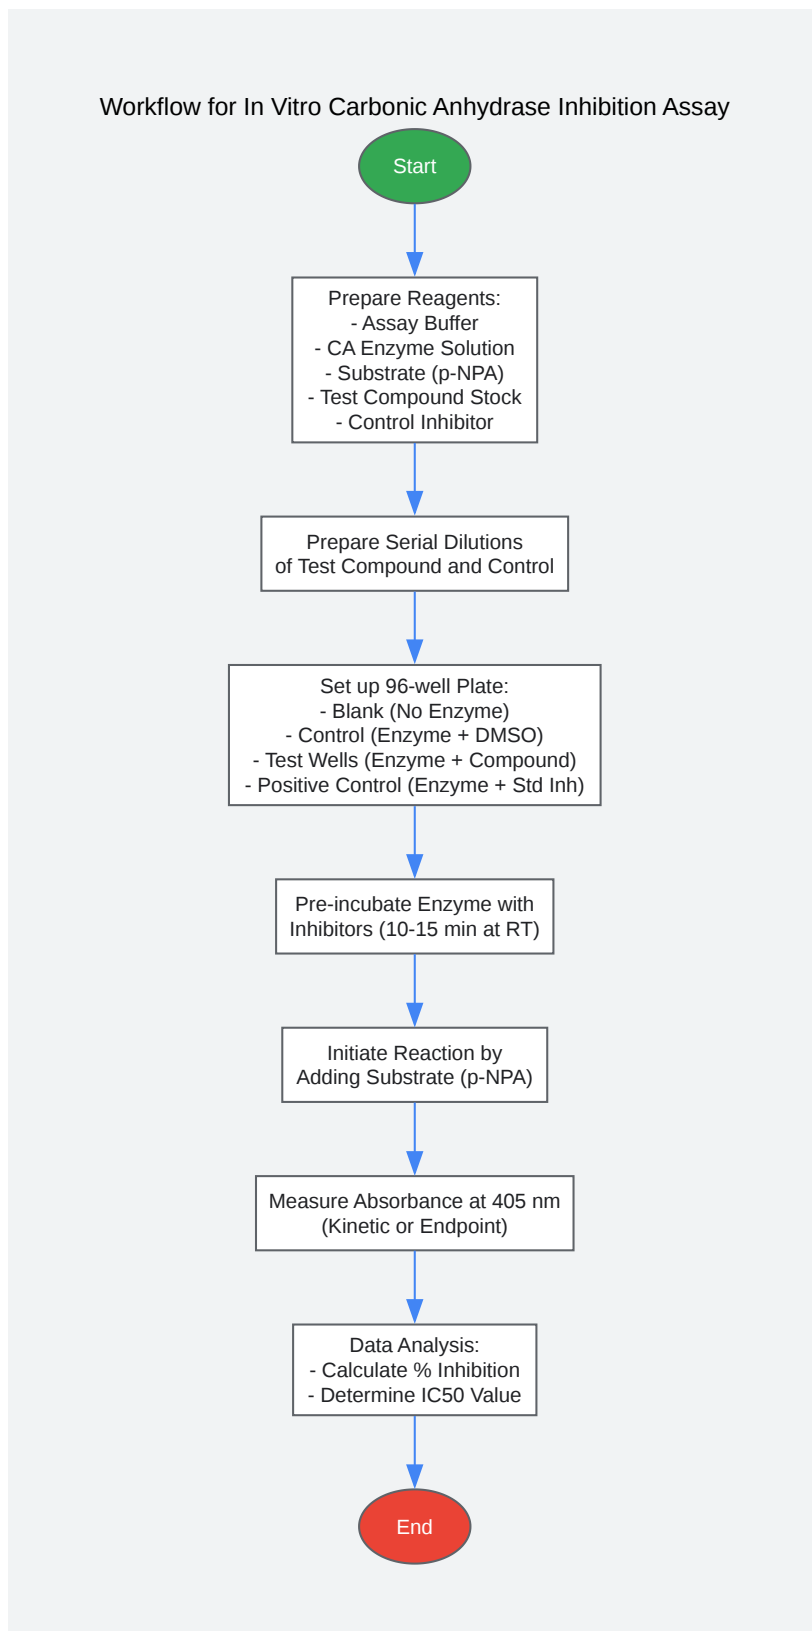 Workflow for In Vitro Carbonic Anhydrase Inhibition Assay
Start
Prepare Reagents:
- Assay Buffer
- CA Enzyme Solution
- Substrate (p-NPA)
- Test Compound Stock
- Control Inhibitor
Prepare Serial Dilutions
of Test Compound and Control
Set up 96-well Plate:
- Blank (No Enzyme)
- Control (Enzyme + DMSO)
- Test Wells (Enzyme + Compound)
- Positive Control (Enzyme + Std Inh)
Pre-incubate Enzyme with
Inhibitors (10-15 min at RT)
Initiate Reaction by
Adding Substrate (p-NPA)
Measure Absorbance at 405 nm
(Kinetic or Endpoint)
Data Analysis:
- Calculate % Inhibition
- Determine IC50 Value
End